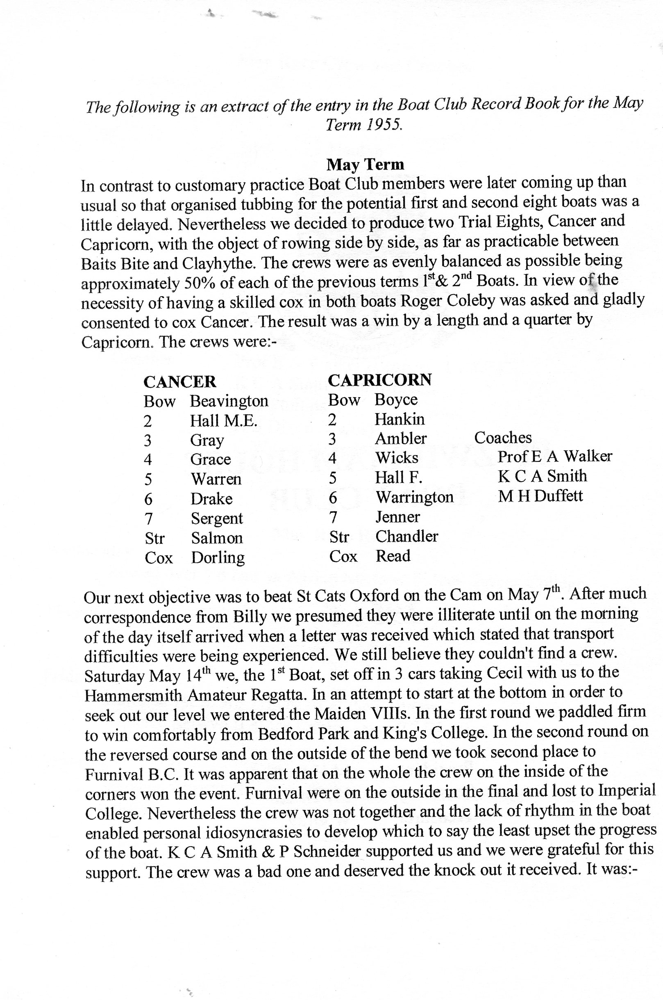 The following is an extract of the entry in the Boat Club Record Book for the May
Term 1955.
May Term
In contrast to customary practice Boat Club members were later coming up than
usual so that organised tubbing for the potential first and second eight boats was a
little delayed. Nevertheless we decided to produce two Trial Eights, Cancer and
Capricorn, with the object of rowing side by side, as far as practicable between
Baits Bite and Clayhythe. The crews were as evenly balanced as possible being
approximately 50% of each of the previous terms 1st& 2nd Boats. In view of the
necessity of having a skilled cox in both boats Roger Coleby was asked and gladly
consented to cox Cancer. The result was a win by a length and a quarter by
Capricorn. The crews were:-
CANCER CAPRICORN
Bow Beavington Bow Boyce
2 Hall M.E. 2 Hankin
3 Gray 3 Ambler Coaches
4 Grace 4 Wicks Prof E A Walker
5 Warren 5 Hall F. K C A Smith
6 Drake 6 Warrington M H Duffett
7 Sergent 7 Jenner
Str Salmon Str Chandler
Cox Dorling Cox Read
Our next objective was to beat St Cats Oxford on the Cam on May 7th. After much
correspondence from Billy we presumed they were illiterate until on the morning
of the day itself arrived when a letter was received which stated that transport
difficulties were being experienced. We still believe they couldn't find a crew.
Saturday May 14th we, the 1st Boat, set off in 3 cars taking Cecil with us to the
Hammersmith Amateur Regatta. In an attempt to start at the bottom in order to
seek out our level we entered the Maiden VIIIs. In the first round we paddled firm
to win comfortably from Bedford Park and King's College. In the second round on
the reversed course and on the outside of the bend we took second place to
Furnival B.C. It was apparent that on the whole the crew on the inside of the
corners won the event. Furnival were on the outside in the final and lost to Imperial
College. Nevertheless the crew was not together and the lack of rhythm in the boat
enabled personal idiosyncrasies to develop which to say the least upset the progress
of the boat. K C A Smith & P Schneider supported us and we were grateful for this
support. The crew was a bad one and deserved the knock out it received. It was:-